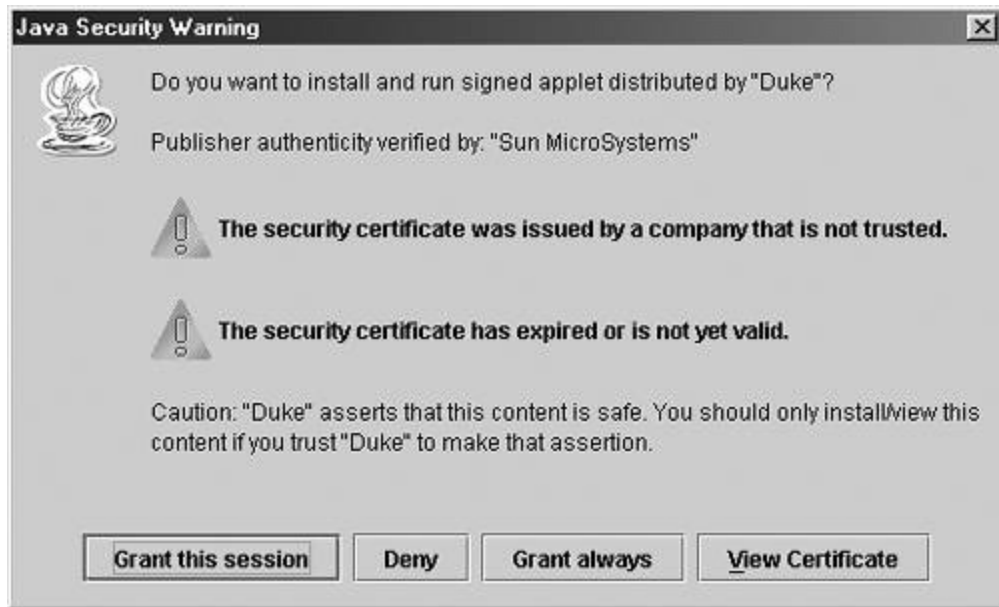 Java Security Warning
Do you want to install and run signed applet distributed by "Duke"?
Publisher authenticity verified by: "Sun MicroSystems"
The security certificate was issued by a company that is not trusted.
The security certificate has expired or is not yet valid.
Caution: "Duke" asserts that this content is safe. You should only install/view this
content if you trust "Duke" to make that assertion.
Grant this session Deny Grant always View Certificate